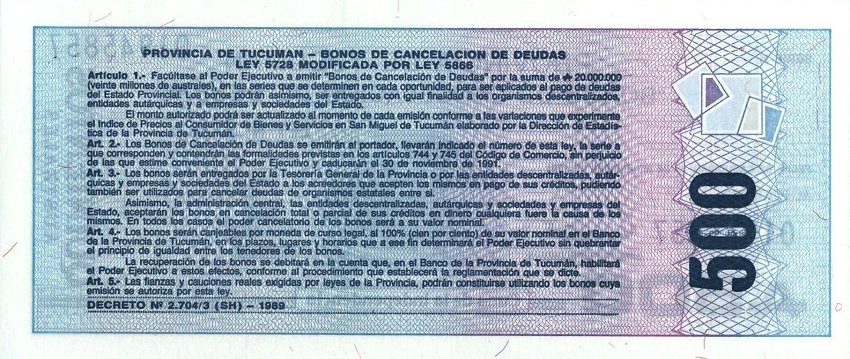 PROVINCIA DE TUCUMAN – BONOS DE CANCELACION DE DEUDAS
LEY 5728 MODIFICADA POR LEY 5886
Artículo 1.- Facúltase al Poder Ejecutivo a emitir "Bonos de Cancelación de Deudas" por la suma de ₳ 20.000.000
(veinte millones de australes), en las series que se determinen en cada oportunidad, para ser aplicados al pago de deudas
del Estado Provincial. Los bonos podrán asimismo, ser entregados con igual finalidad a los organismos descentralizados,
entidades autárquicas y a empresas y sociedades del Estado.
El monto autorizado podrá ser actualizado al momento de cada emisión conforme a las variaciones que experimente
el Indice de Precios al Consumidor de Bienes y Servicios en San Miguel de Tucumán elaborado por la Dirección de Estadís-
tica de la Provincia de Tucumán.
Art. 2.- Los Bonos de Cancelación de Deudas se emitirán al portador, llevarán indicado el número de esta ley, la serie a
que corresponden y contendrán las formalidades previstas en los artículos 744 y 745 del Código de Comercio, sin perjuicio
de las que estime conveniente el Poder Ejecutivo y caducarán el 30 de noviembre de 1991.
Art. 3.- Los bonos serán entregados por la Tesorería General de la Provincia o por las entidades descentralizadas, autár-
quicas y empresas y sociedades del Estado a los acreedores que acepten los mismos en pago de sus créditos, pudiendo
también ser utilizados para cancelar deudas de organismos estatales entre sí.
Asimismo, la administración central, las entidades descentralizadas, autárquicas y sociedades y empresas del
Estado, aceptarán los bonos en cancelación total o parcial de sus créditos en dinero cualquiera fuere la causa de los
mismos. En todos los casos el poder cancelatorio de los bonos será a su valor nominal.
Art. 4.- Los bonos serán canjeables por moneda de curso legal, al 100% (cien por ciento) de su valor nominal en el Banco
de la Provincia de Tucumán, en los plazos, lugares y horarios que a ese fin determinará el Poder Ejecutivo sin quebrantar
el principio de igualdad entre los tenedores de los bonos.
La recuperación de los bonos se debitará en la cuenta que, en el Banco de la Provincia de Tucumán, habilitará
el Poder Ejecutivo a estos efectos, conforme al procedimiento que establecerá la reglamentación que se dicte.
Art. 5.- Las fianzas y cauciones reales exigidas por leyes de la Provincia, podrán constituirse utilizando los bonos cuya
emisión se autoriza por esta ley.
DECRETO Nº 2.704/3 (SH) – 1989
500